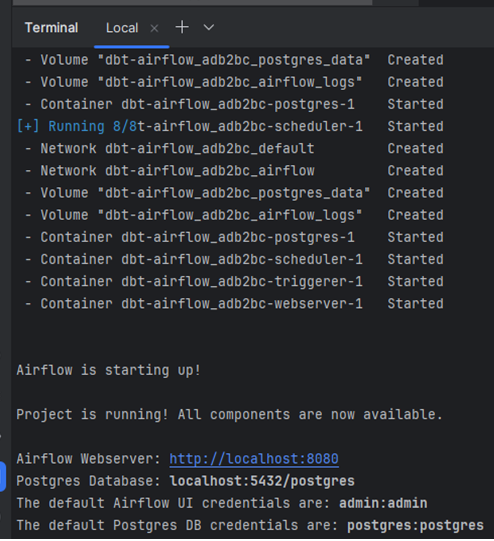 Terminal Local × + ⌄
- Volume "dbt-airflow_adb2bc_postgres_data" Created
- Volume "dbt-airflow_adb2bc_airflow_logs" Created
- Container dbt-airflow_adb2bc-postgres-1 Started
[+] Running 8/8t-airflow_adb2bc-scheduler-1 Started
- Network dbt-airflow_adb2bc_default Created
- Network dbt-airflow_adb2bc_airflow Created
- Volume "dbt-airflow_adb2bc_postgres_data" Created
- Volume "dbt-airflow_adb2bc_airflow_logs" Created
- Container dbt-airflow_adb2bc-postgres-1 Started
- Container dbt-airflow_adb2bc-scheduler-1 Started
- Container dbt-airflow_adb2bc-triggerer-1 Started
- Container dbt-airflow_adb2bc-webserver-1 Started
Airflow is starting up!
Project is running! All components are now available.
Airflow Webserver: http://localhost:8080
Postgres Database: localhost:5432/postgres
The default Airflow UI credentials are: admin:admin
The default Postgres DB credentials are: postgres:postgres